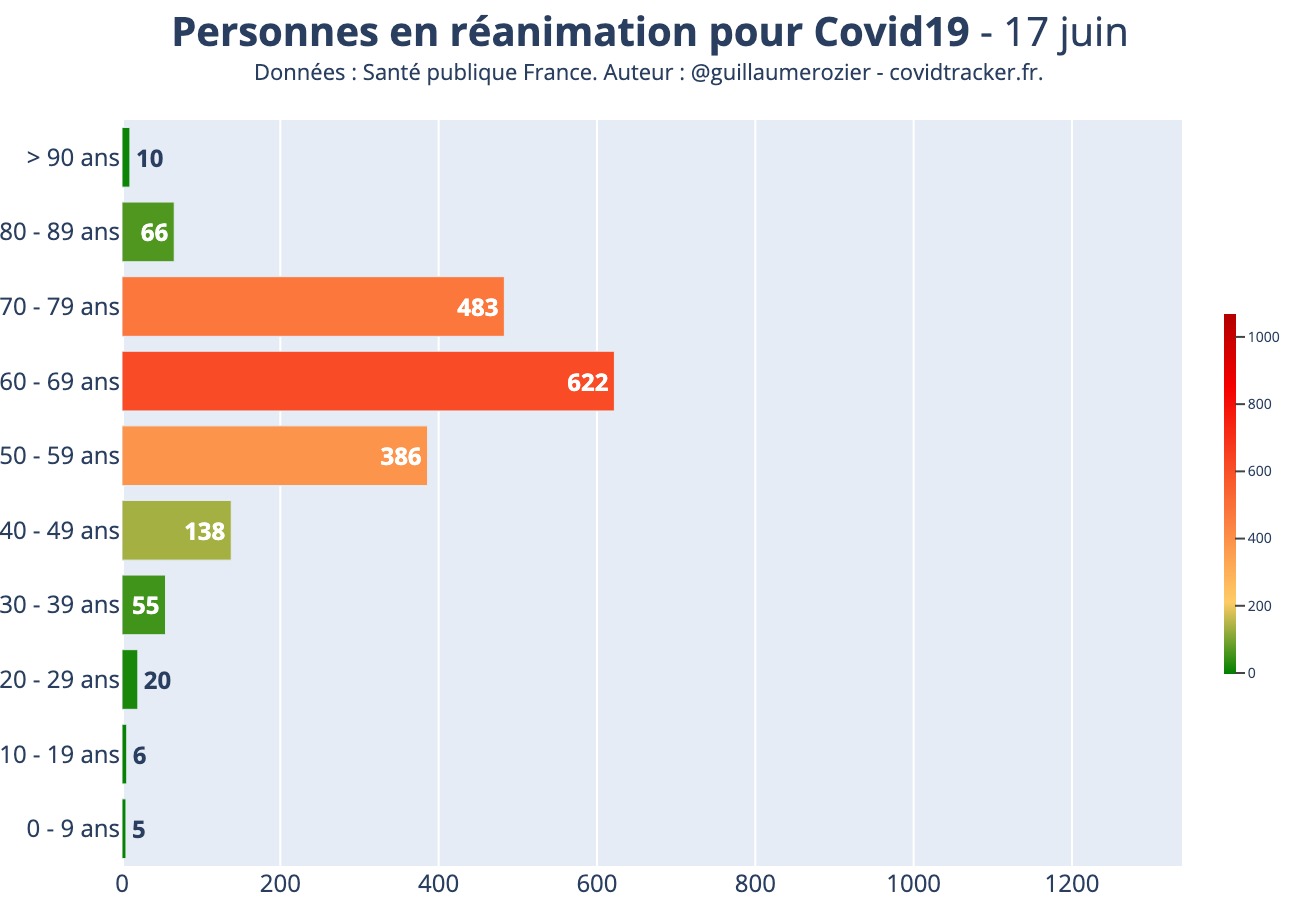 Personnes en réanimation pour Covid19 - 17 juin
Données : Santé publique France. Auteur : @guillaumerozier - covidtracker.fr.
> 90 ans 10
80 - 89 ans 66
70 - 79 ans 483
60 - 69 ans 622
50 - 59 ans 386
40 - 49 ans 138
30 - 39 ans 55
20 - 29 ans 20
10 - 19 ans 6
0 - 9 ans 5
0 200 400 600 800 1000 1200
1000
800
600
400
200
0